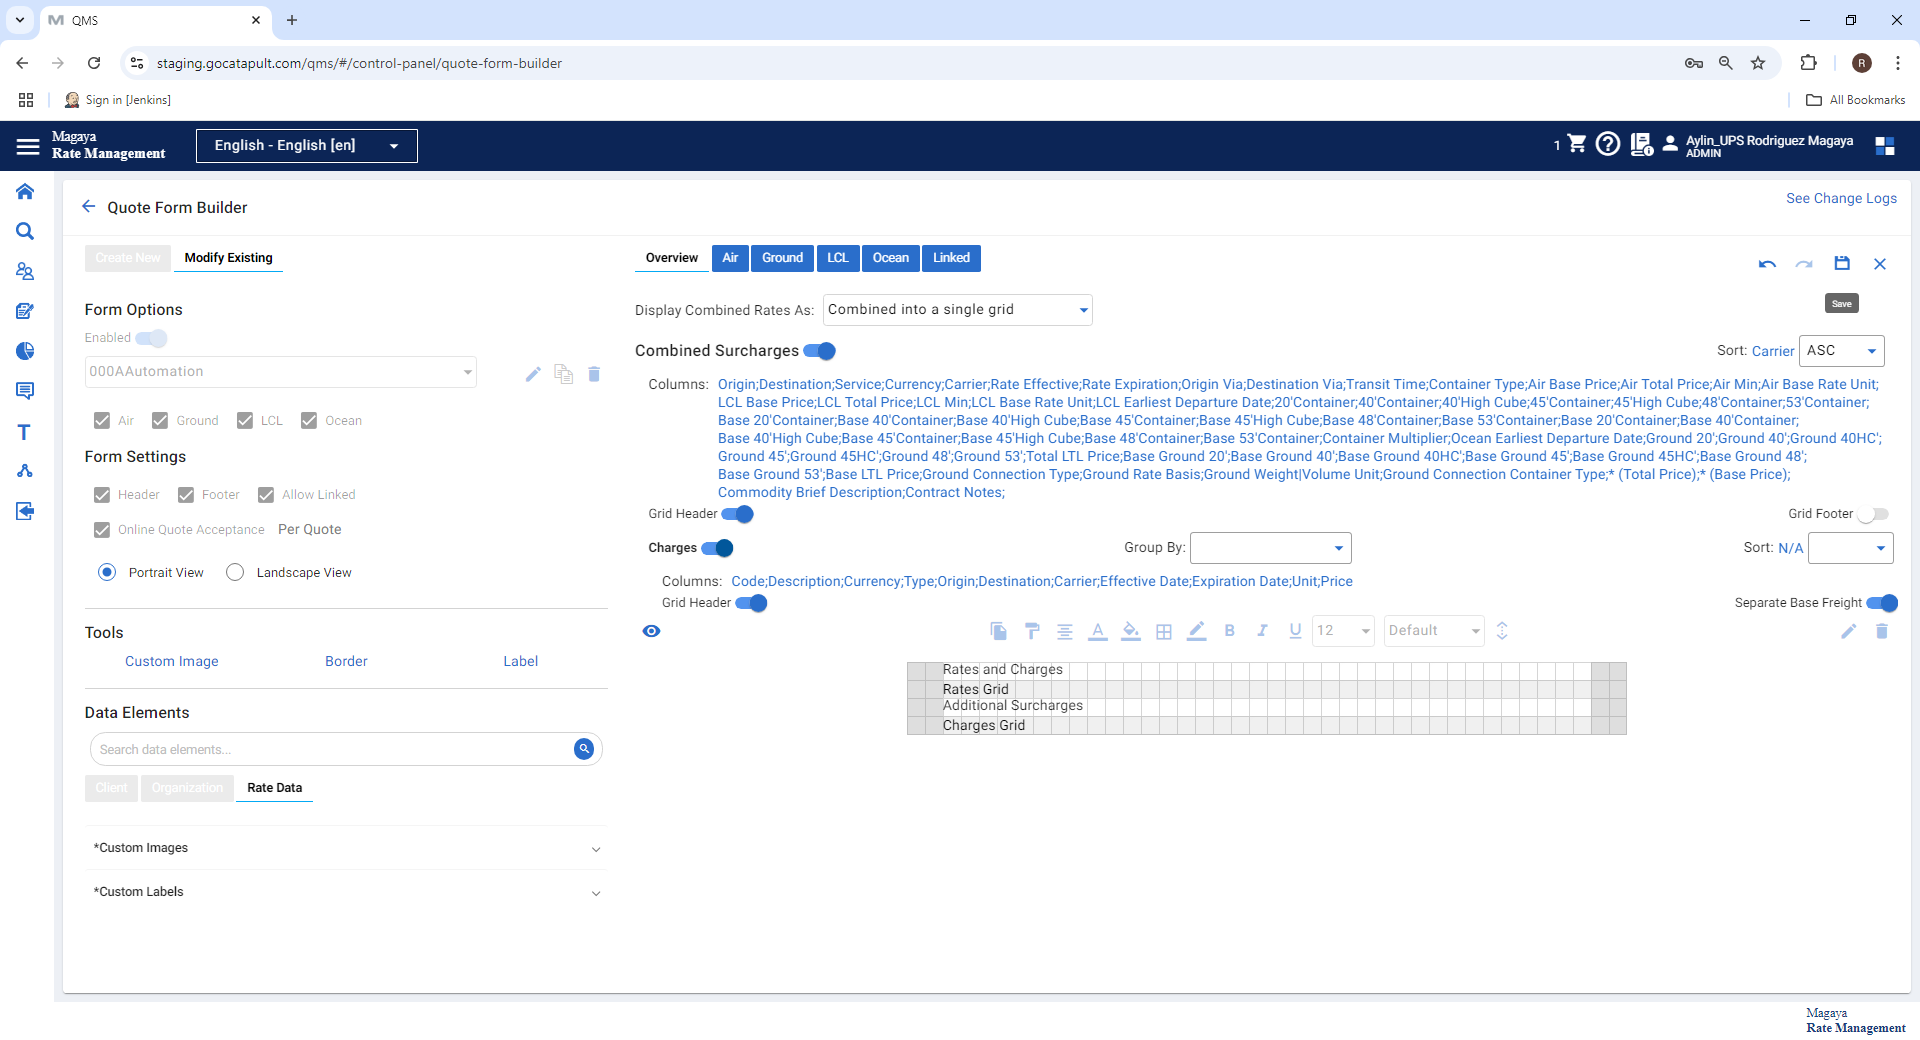 QMS
staging.gocatapult.com/qms/#/control-panel/quote-form-builder
R
Sign in [Jenkins]
All Bookmarks
Magaya
Rate Management
English - English [en]
1
Aylin_UPS Rodriguez Magaya
ADMIN
Quote Form Builder
See Change Logs
Create New
Modify Existing
Overview
Air
Ground
LCL
Ocean
Linked
Form Options
Enabled
000AAutomation
Air
Ground
LCL
Ocean
Form Settings
Header
Footer
Allow Linked
Online Quote Acceptance
Per Quote
Portrait View
Landscape View
Tools
Custom Image
Border
Label
Data Elements
Search data elements...
Client
Organization
Rate Data
*Custom Images
*Custom Labels
Display Combined Rates As:
Combined into a single grid
Save
Combined Surcharges
Sort: Carrier
ASC
Columns: Origin;Destination;Service;Currency;Carrier;Rate Effective;Rate Expiration;Origin Via;Destination Via;Transit Time;Container Type;Air Base Price;Air Total Price;Air Min;Air Base Rate Unit;
LCL Base Price;LCL Total Price;LCL Min;LCL Base Rate Unit;LCL Earliest Departure Date;20'Container;40'Container;40'High Cube;45'Container;45'High Cube;48'Container;53'Container;
Base 20'Container;Base 40'Container;Base 40'High Cube;Base 45'Container;Base 45'High Cube;Base 48'Container;Base 53'Container;Base 20'Container;Base 40'Container;
Base 40'High Cube;Base 45'Container;Base 45'High Cube;Base 48'Container;Base 53'Container;Container Multiplier;Ocean Earliest Departure Date;Ground 20';Ground 40';Ground 40HC';
Ground 45';Ground 45HC';Ground 48';Ground 53';Total LTL Price;Base Ground 20';Base Ground 40';Base Ground 40HC';Base Ground 45';Base Ground 45HC';Base Ground 48';
Base Ground 53';Base LTL Price;Ground Connection Type;Ground Rate Basis;Ground Weight|Volume Unit;Ground Connection Container Type;* (Total Price);* (Base Price);
Commodity Brief Description;Contract Notes;
Grid Header
Grid Footer
Charges
Group By:
Sort: N/A
Columns: Code;Description;Currency;Type;Origin;Destination;Carrier;Effective Date;Expiration Date;Unit;Price
Grid Header
Separate Base Freight
A
B
I
U
12
Default
Rates and Charges
Rates Grid
Additional Surcharges
Charges Grid
Magaya
Rate Management